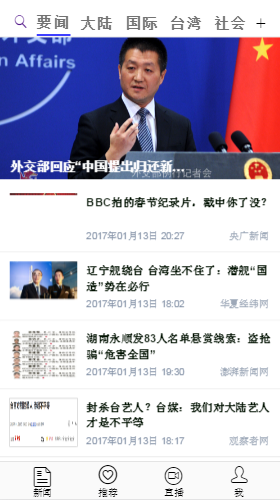 要闻 大陆 国际 台湾 社会 +
外交部
n Affairs
外交部例行记者会
外交部回应“中国提出归还新...
BBC拍的春节纪录片，戳中你了没？
2017年01月13日 20:27 央广新闻
辽宁舰绕台 台湾坐不住了：潜舰“国
造”势在必行
2017年01月13日 18:02 华夏经纬网
湖南永顺发83人名单悬赏线索：盗抢
骗“危害全国”
2017年01月13日 19:30 澎湃新闻网
封杀台艺人？台媒：我们对大陆艺人
才是不平等
2017年01月13日 18:17 观察者网
新闻 推荐 直播 我